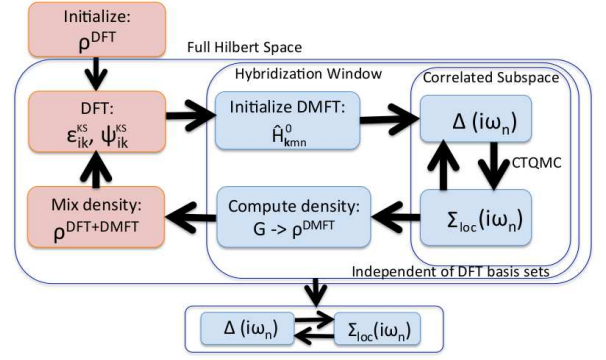 Initialize:
ρ^DFT
Full Hilbert Space
Hybridization Window
Correlated Subspace
DFT:
ε_ik^KS, ψ_ik^KS
Initialize DMFT:
Ĥ^0_kmn
Δ (iω_n)
CTQMC
Mix density:
ρ^DFT+DMFT
Compute density:
G -> ρ^DMFT
Σ_loc(iω_n)
Independent of DFT basis sets
Δ (iω_n)
Σ_loc(iω_n)